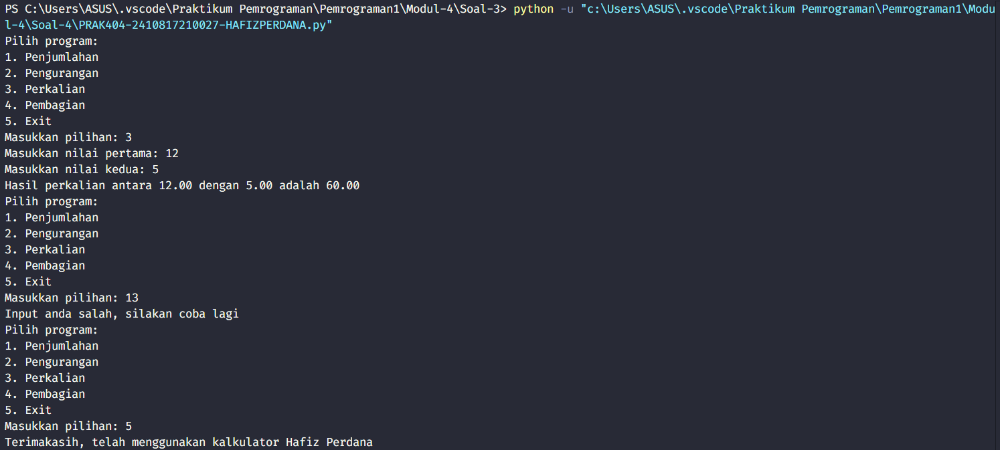 PS C:\Users\ASUS\.vscode\Praktikum Pemrograman\Pemrograman1\Modul-4\Soal-3> python -u "c:\Users\ASUS\.vscode\Praktikum Pemrograman\Pemrograman1\Modu
l-4\Soal-4\PRAK404-2410817210027-HAFIZPERDANA.py"
Pilih program:
1. Penjumlahan
2. Pengurangan
3. Perkalian
4. Pembagian
5. Exit
Masukkan pilihan: 3
Masukkan nilai pertama: 12
Masukkan nilai kedua: 5
Hasil perkalian antara 12.00 dengan 5.00 adalah 60.00
Pilih program:
1. Penjumlahan
2. Pengurangan
3. Perkalian
4. Pembagian
5. Exit
Masukkan pilihan: 13
Input anda salah, silakan coba lagi
Pilih program:
1. Penjumlahan
2. Pengurangan
3. Perkalian
4. Pembagian
5. Exit
Masukkan pilihan: 5
Terimakasih, telah menggunakan kalkulator Hafiz Perdana